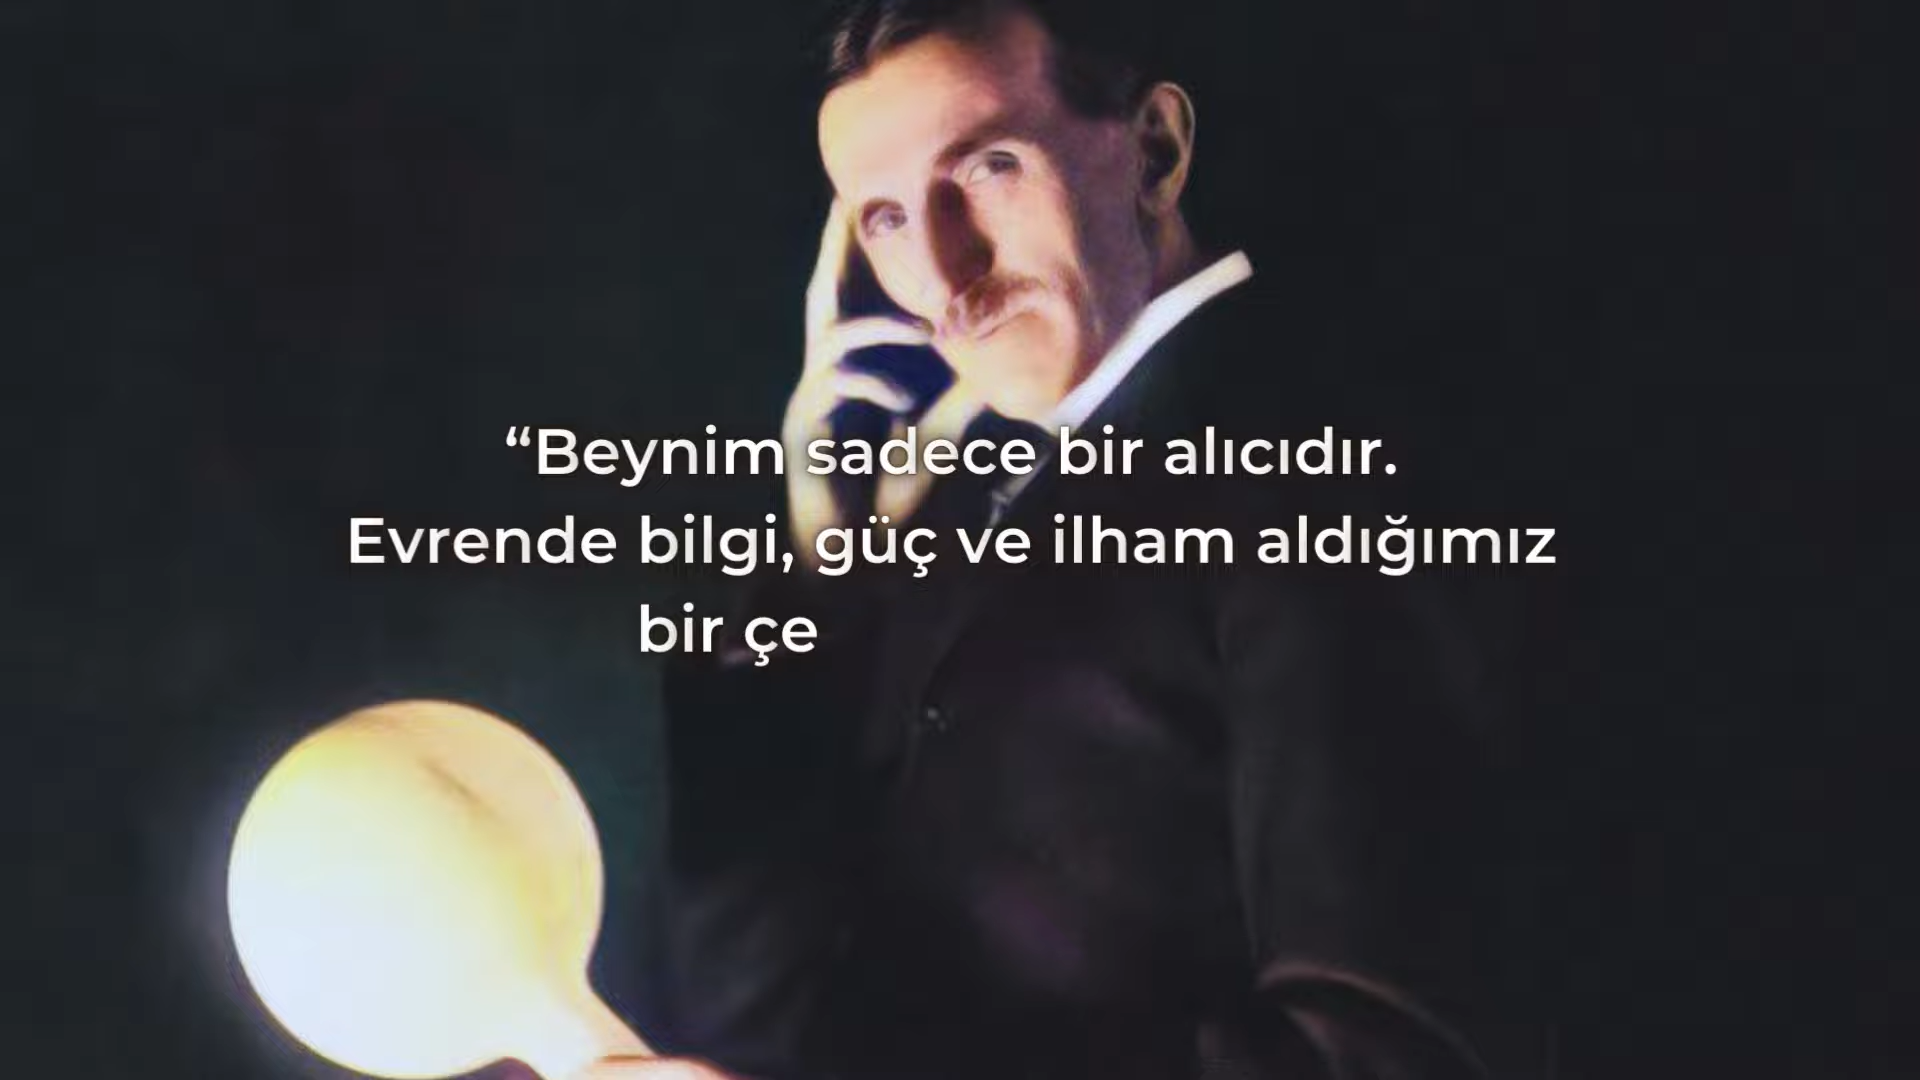 “Beynim sadece bir alıcıdır.
Evrende bilgi, güç ve ilham aldığımız
bir çe